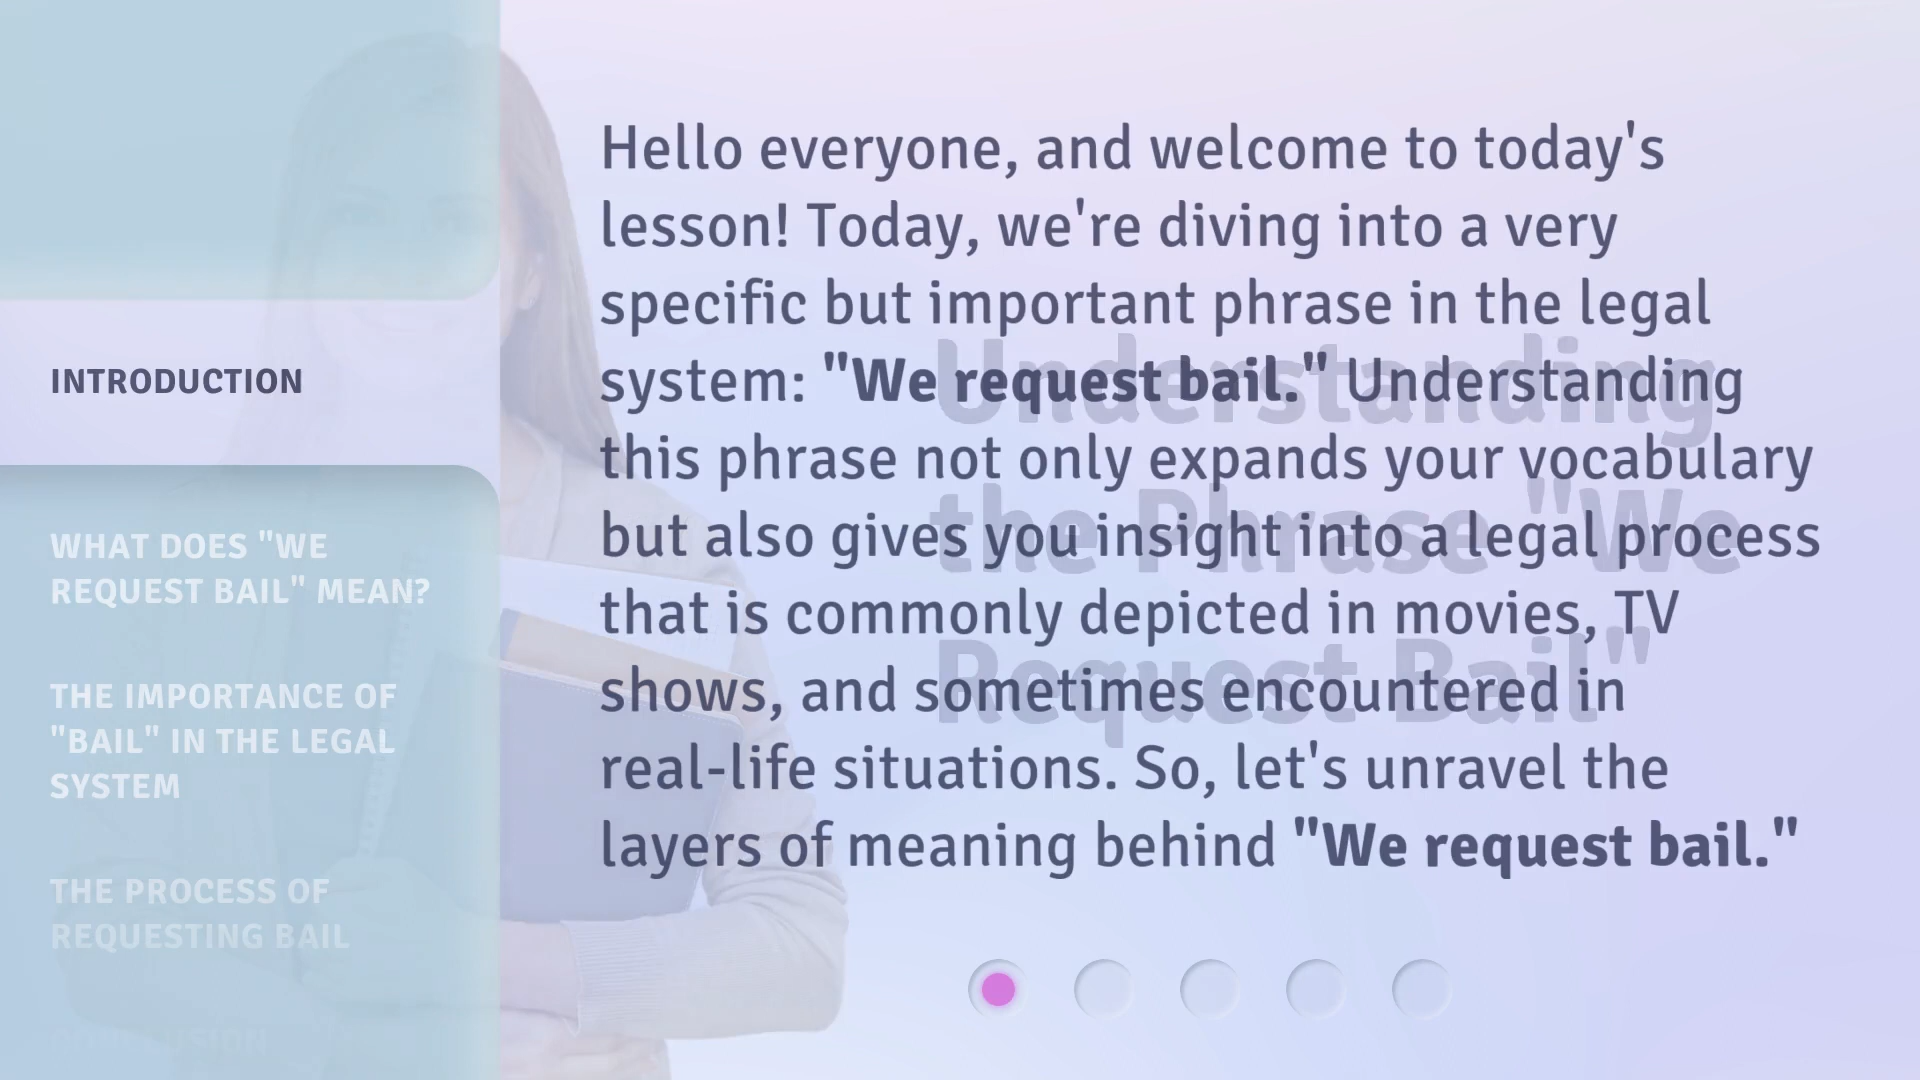 INTRODUCTION
WHAT DOES "WE
REQUEST BAIL" MEAN?
THE IMPORTANCE OF
"BAIL" IN THE LEGAL
SYSTEM
THE PROCESS OF
REQUESTING BAIL
CONCLUSION
Hello everyone, and welcome to today's
lesson! Today, we're diving into a very
specific but important phrase in the legal
system: "We request bail." Understanding
this phrase not only expands your vocabulary
but also gives you insight into a legal process
that is commonly depicted in movies, TV
shows, and sometimes encountered in
real-life situations. So, let's unravel the
layers of meaning behind "We request bail."
Understanding
the Phrase "We
Request Bail"